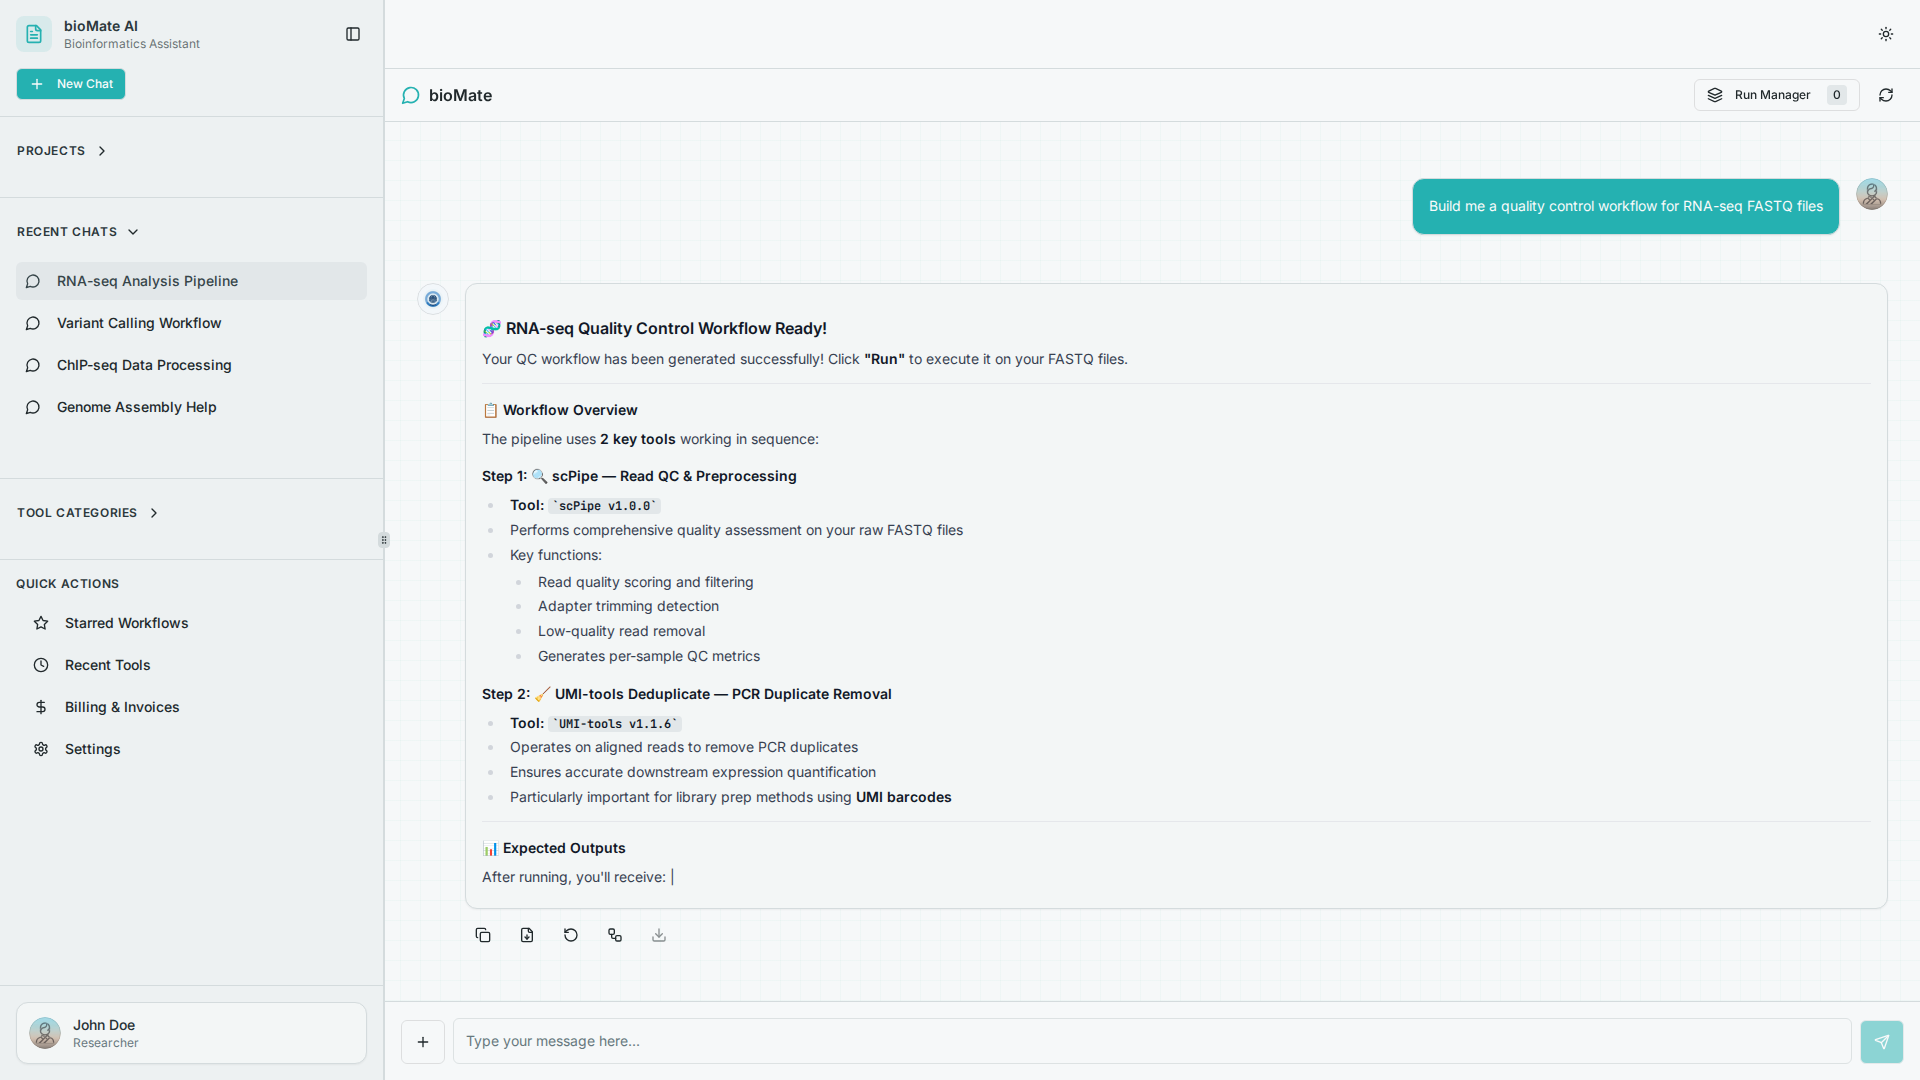 bioMate AI
Bioinformatics Assistant
New Chat
PROJECTS
RECENT CHATS
RNA-seq Analysis Pipeline
Variant Calling Workflow
ChIP-seq Data Processing
Genome Assembly Help
TOOL CATEGORIES
QUICK ACTIONS
Starred Workflows
Recent Tools
Billing & Invoices
Settings
John Doe
Researcher
bioMate
Run Manager 0
Build me a quality control workflow for RNA-seq FASTQ files
🧬 RNA-seq Quality Control Workflow Ready!
Your QC workflow has been generated successfully! Click "Run" to execute it on your FASTQ files.
📋 Workflow Overview
The pipeline uses 2 key tools working in sequence:
Step 1: 🔍 scPipe — Read QC & Preprocessing
Tool: `scPipe v1.0.0`
Performs comprehensive quality assessment on your raw FASTQ files
Key functions:
Read quality scoring and filtering
Adapter trimming detection
Low-quality read removal
Generates per-sample QC metrics
Step 2: 🧹 UMI-tools Deduplicate — PCR Duplicate Removal
Tool: `UMI-tools v1.1.6`
Operates on aligned reads to remove PCR duplicates
Ensures accurate downstream expression quantification
Particularly important for library prep methods using UMI barcodes
📊 Expected Outputs
After running, you'll receive:
Type your message here...